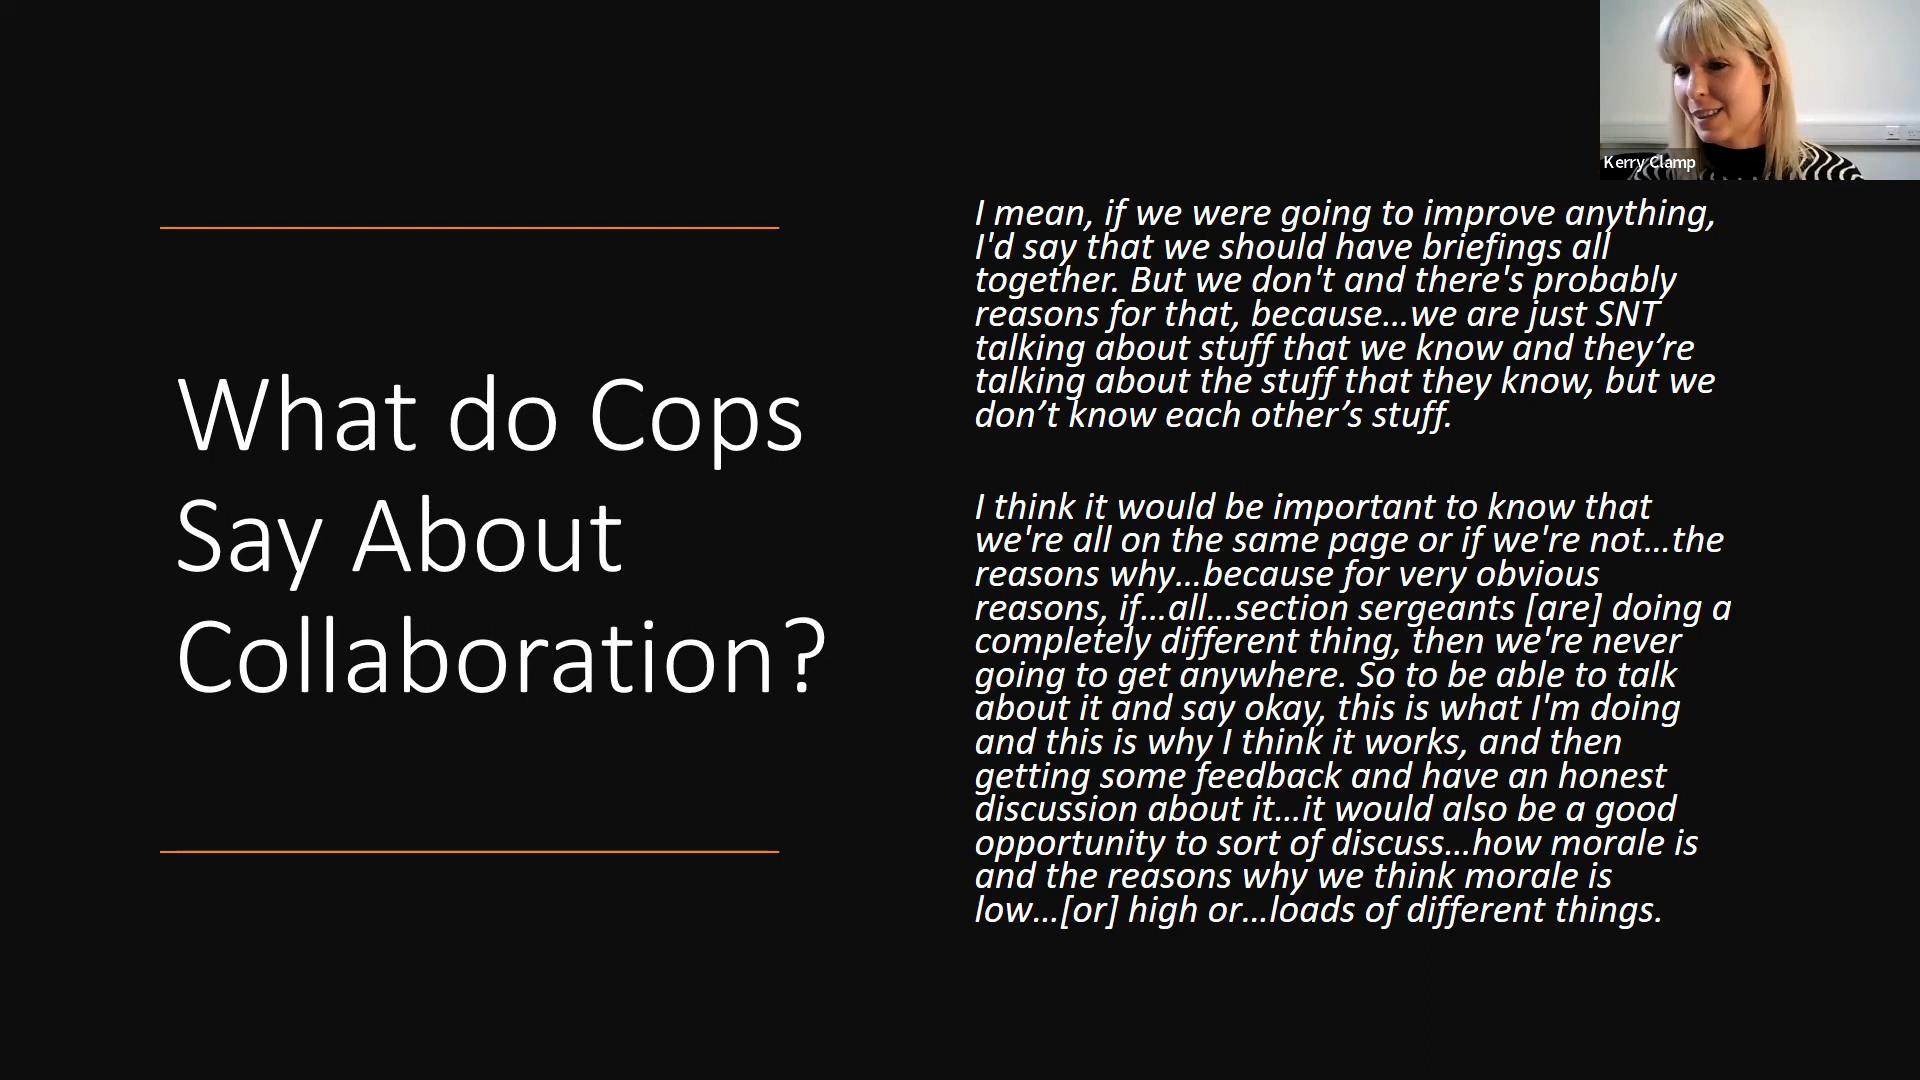 Kerry Clamp
What do Cops
Say About
Collaboration?
I mean, if we were going to improve anything,
I'd say that we should have briefings all
together. But we don't and there's probably
reasons for that, because...we are just SNT
talking about stuff that we know and they’re
talking about the stuff that they know, but we
don’t know each other’s stuff.
I think it would be important to know that
we're all on the same page or if we're not...the
reasons why...because for very obvious
reasons, if...all...section sergeants [are] doing a
completely different thing, then we're never
going to get anywhere. So to be able to talk
about it and say okay, this is what I'm doing
and this is why I think it works, and then
getting some feedback and have an honest
discussion about it...it would also be a good
opportunity to sort of discuss...how morale is
and the reasons why we think morale is
low...[or] high or...loads of different things.